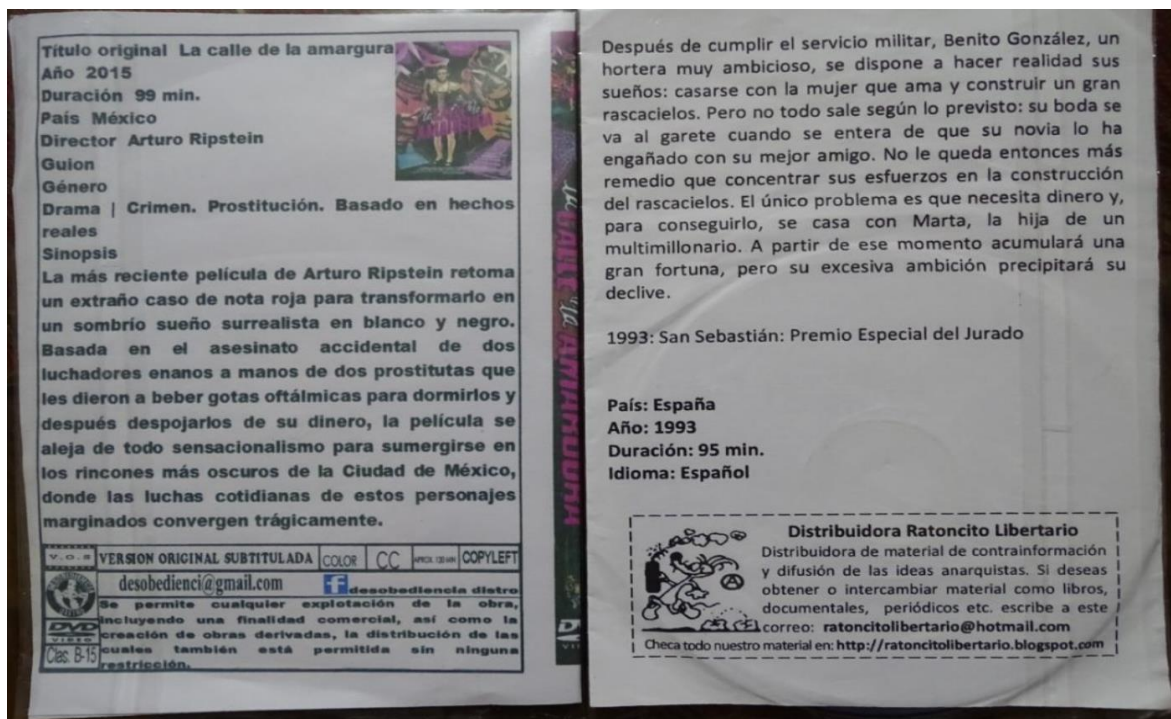 Título original La calle de la amargura
Año 2015
Duración 99 min.
País México
Director Arturo Ripstein
Guion
Género
Drama | Crimen. Prostitución. Basado en hechos
reales
Sinopsis
La más reciente película de Arturo Ripstein retoma
un extraño caso de nota roja para transformarlo en
un sombrío sueño surrealista en blanco y negro.
Basada en el asesinato accidental de dos
luchadores enanos a manos de dos prostitutas que
les dieron a beber gotas oftálmicas para dormirlos y
después despojarlos de su dinero, la película se
aleja de todo sensacionalismo para sumergirse en
los rincones más oscuros de la Ciudad de México,
donde las luchas cotidianas de estos personajes
marginados convergen trágicamente.
V.O.S VERSION ORIGINAL SUBTITULADA COLOR CC COPYLEFT
desobedienci@gmail.com
f desobediencia distro
Se permite cualquier explotación de la obra,
incluyendo una finalidad comercial, así como la
creación de obras derivadas, la distribución de las
cuales también está permitida sin ninguna
restricción.
DVD
VIDEO
Clas. B-15
la CALLE de la AMARGURA
Después de cumplir el servicio militar, Benito González, un
hortera muy ambicioso, se dispone a hacer realidad sus
sueños: casarse con la mujer que ama y construir un gran
rascacielos. Pero no todo sale según lo previsto: su boda se
va al garete cuando se entera de que su novia lo ha
engañado con su mejor amigo. No le queda entonces más
remedio que concentrar sus esfuerzos en la construcción
del rascacielos. El único problema es que necesita dinero y,
para conseguirlo, se casa con Marta, la hija de un
multimillonario. A partir de ese momento acumulará una
gran fortuna, pero su excesiva ambición precipitará su
declive.
1993: San Sebastián: Premio Especial del Jurado
País: España
Año: 1993
Duración: 95 min.
Idioma: Español
Distribuidora Ratoncito Libertario
Distribuidora de material de contrainformación
y difusión de las ideas anarquistas. Si deseas
obtener o intercambiar material como libros,
documentales, periódicos etc. escribe a este
correo: ratoncitolibertario@hotmail.com
Checa todo nuestro material en: http://ratoncitolibertario.blogspot.com